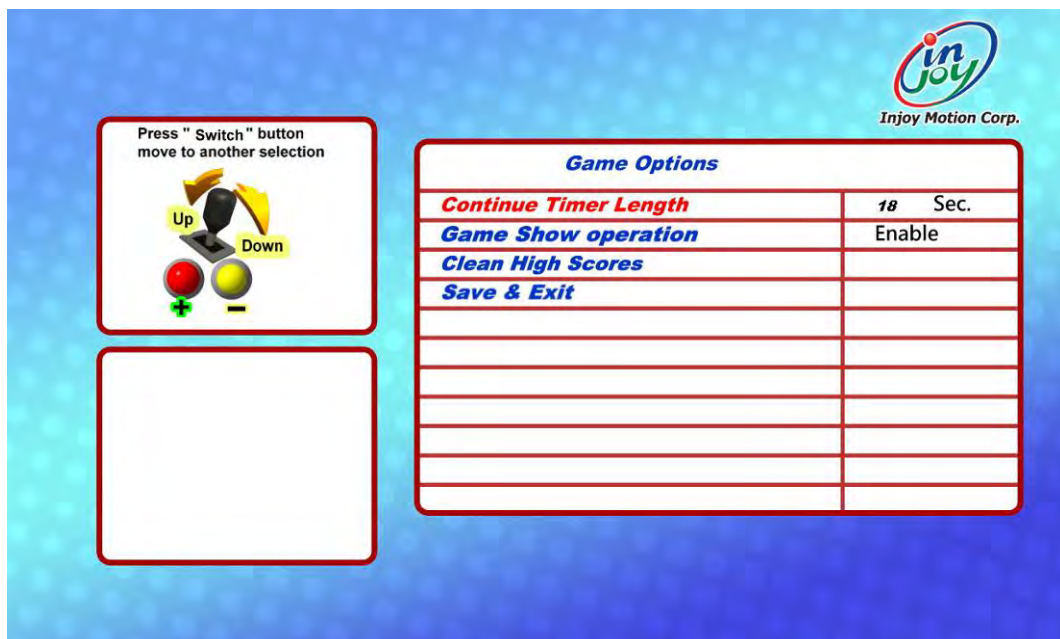 in
joy
Injoy Motion Corp.
Press " Switch " button
move to another selection
Up
Down
+ −
Game Options
Continue Timer Length 18 Sec.
Game Show operation Enable
Clean High Scores
Save & Exit